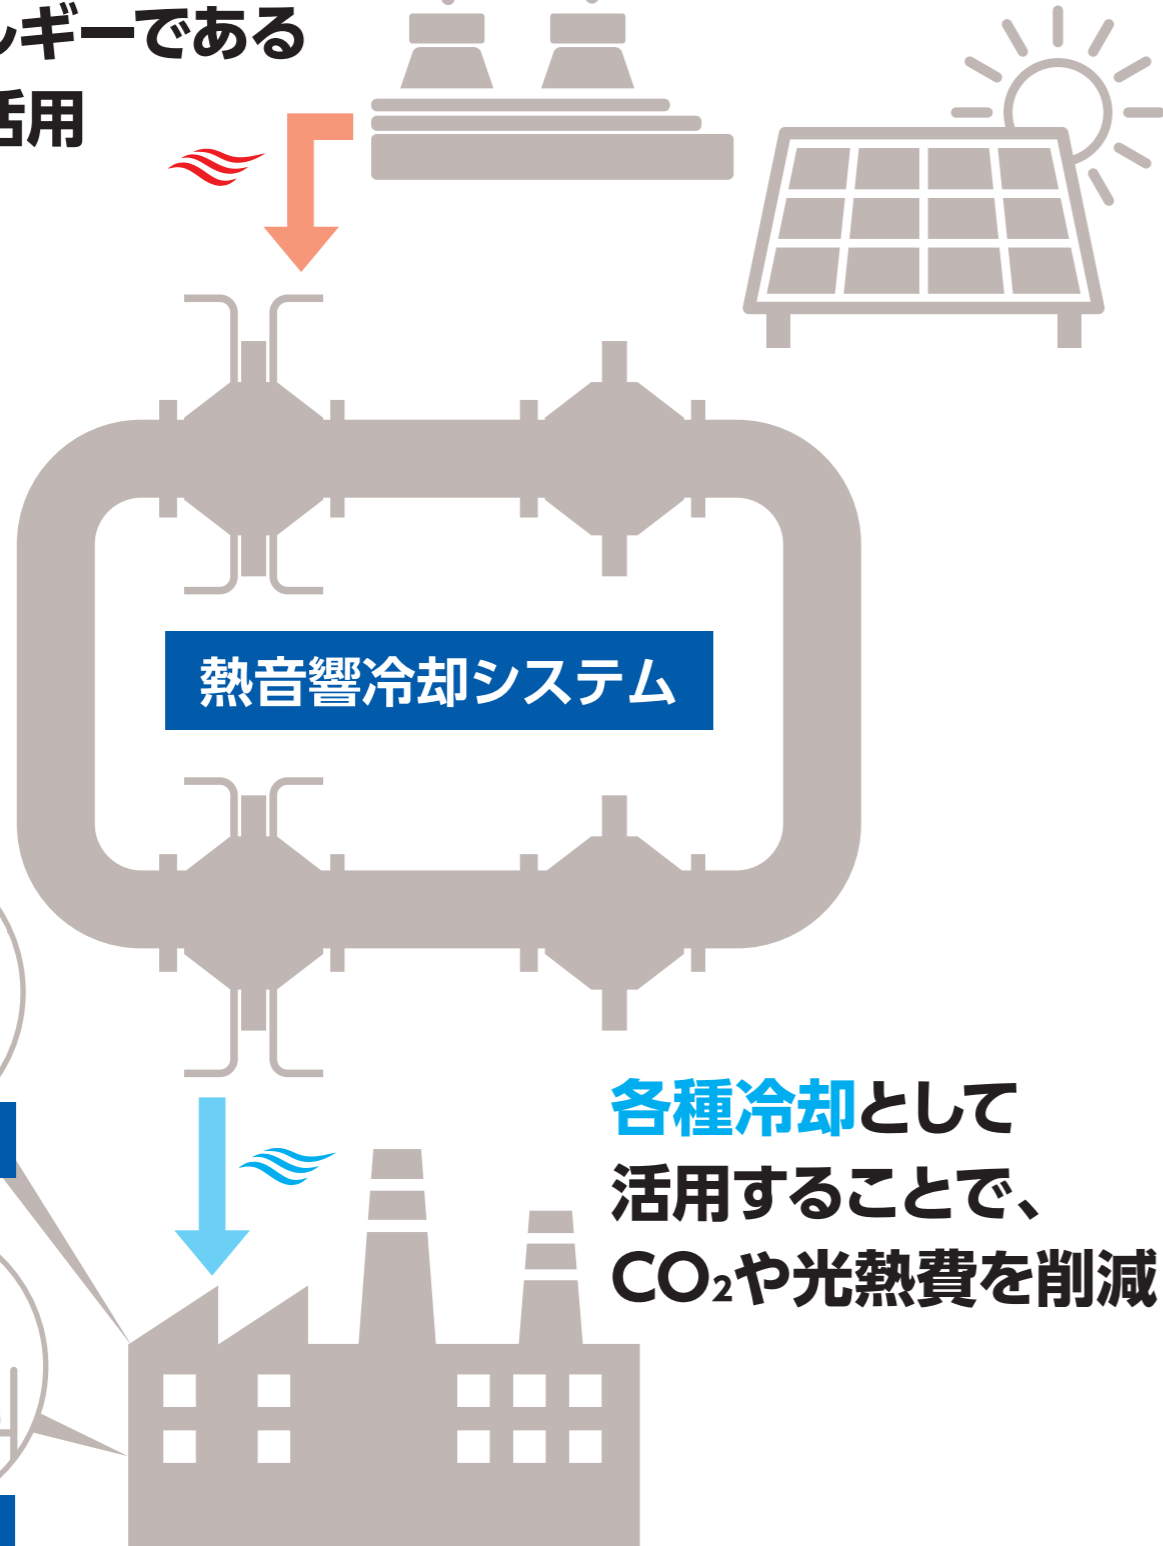 ルギーである
活用
熱音響冷却システム
各種冷却として
活用することで、
CO₂や光熱費を削減